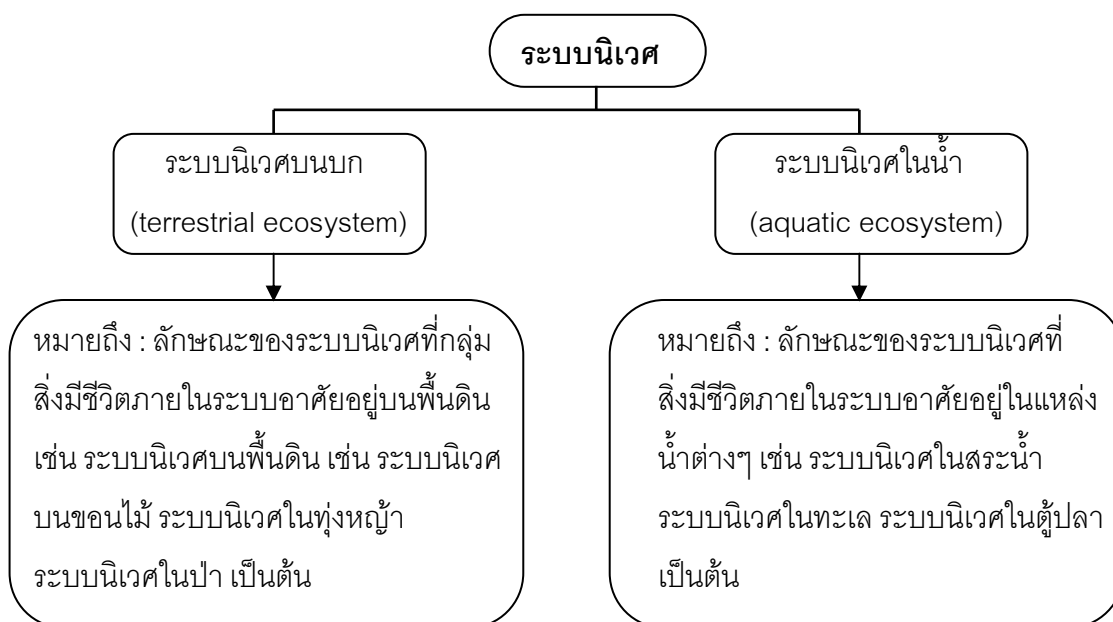 ระบบนิเวศ
ระบบนิเวศบนบก
(terrestrial ecosystem)
ระบบนิเวศในน้ำ
(aquatic ecosystem)
หมายถึง : ลักษณะของระบบนิเวศที่กลุ่ม
สิ่งมีชีวิตภายในระบบอาศัยอยู่บนพื้นดิน
เช่น ระบบนิเวศบนพื้นดิน เช่น ระบบนิเวศ
บนขอนไม้ ระบบนิเวศในทุ่งหญ้า
ระบบนิเวศในป่า เป็นต้น
หมายถึง : ลักษณะของระบบนิเวศที่
สิ่งมีชีวิตภายในระบบอาศัยอยู่ในแหล่ง
น้ำต่างๆ เช่น ระบบนิเวศในสระน้ำ
ระบบนิเวศในทะเล ระบบนิเวศในตู้ปลา
เป็นต้น